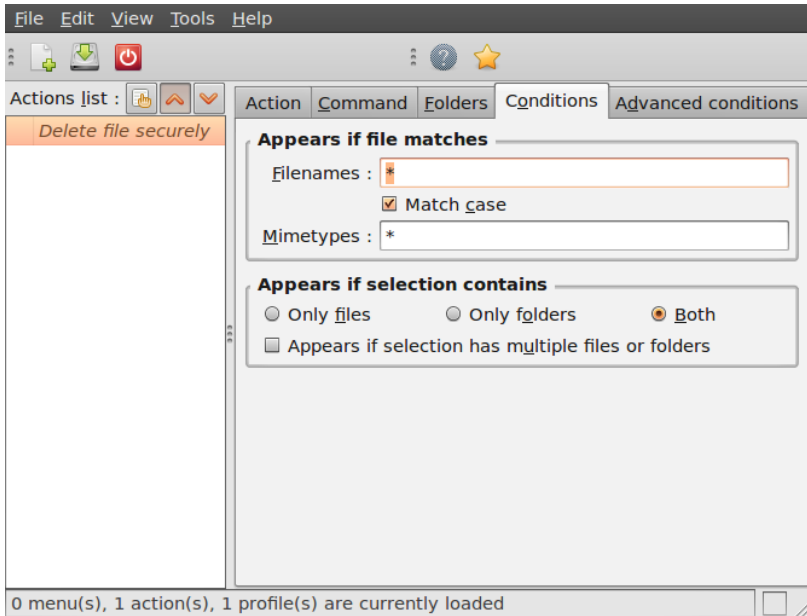 File Edit View Tools Help
Actions list :
Delete file securely
Action Command Folders Conditions Advanced conditions
Appears if file matches
Filenames : *
Match case
Mimetypes : *
Appears if selection contains
Only files Only folders Both
Appears if selection has multiple files or folders
0 menu(s), 1 action(s), 1 profile(s) are currently loaded